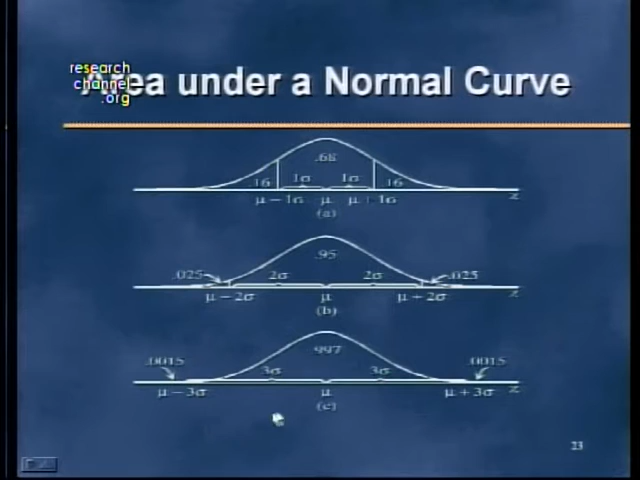 research
channel
.org
Area under a Normal Curve
.68
.16 1σ 1σ .16
μ − 1σ μ μ + 1σ x
(a)
.95
.025 2σ 2σ .025
μ − 2σ μ μ + 2σ x
(b)
.997
.0015 3σ 3σ .0015
μ − 3σ μ μ + 3σ x
(c)
23